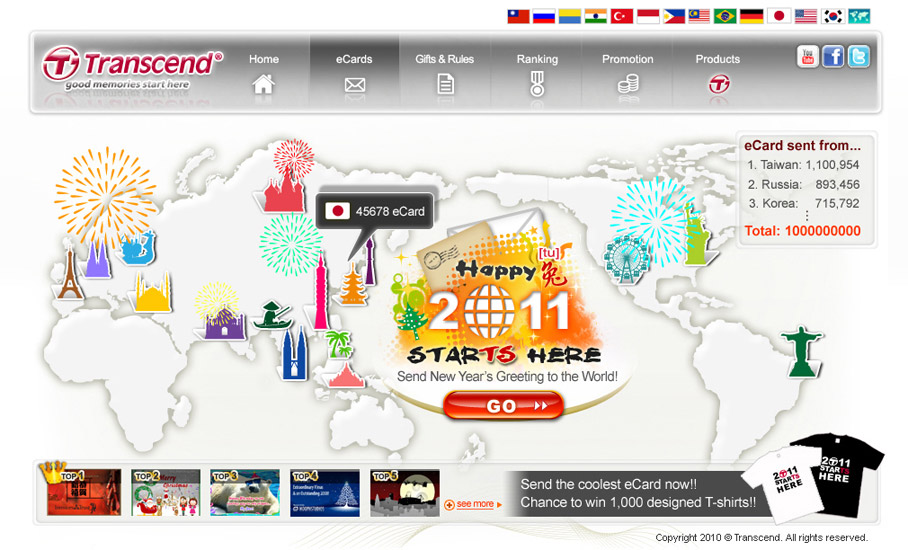 Transcend®
good memories start here
Home
eCards
Gifts & Rules
Ranking
Promotion
Products
You
Tube
eCard sent from...
1. Taiwan: 1,100,954
2. Russia: 893,456
3. Korea: 715,792
Total: 1000000000
45678 eCard
[tu]
Happy 兔
2011
STARTS HERE
Send New Year's Greeting to the World!
GO
TOP 1
TOP 2
Merry
Christmas
TOP 3
TOP 4
TOP 5
see more
Send the coolest eCard now!!
Chance to win 1,000 designed T-shirts!!
2011
STARTS
HERE
2011
STARTS
HERE
Copyright 2010 © Transcend. All rights reserved.